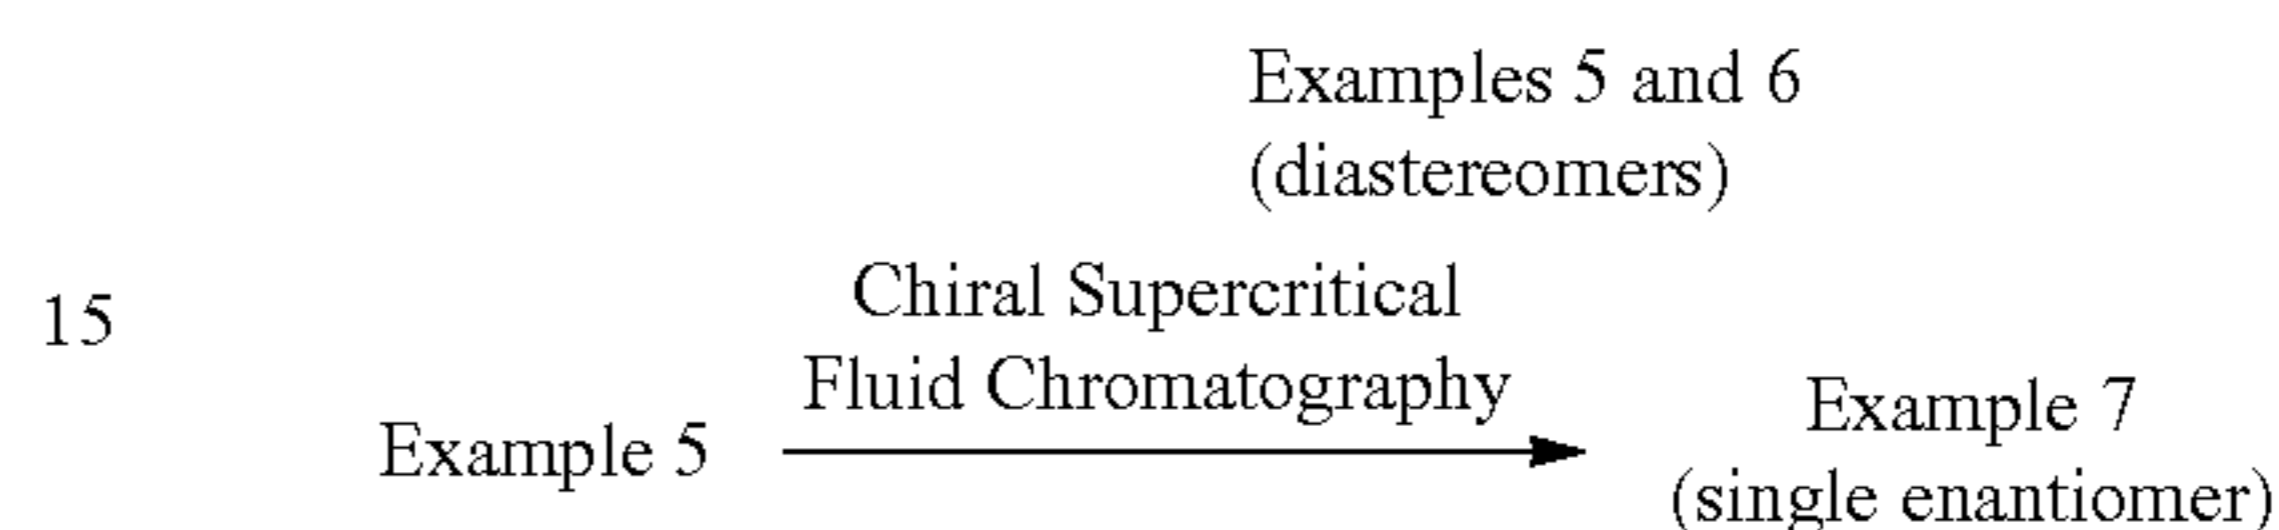 Examples 5 and 6
(diastereomers)
Chiral Supercritical
15
Fluid Chromatography
Example 7
Example 5
(single enantiomer)